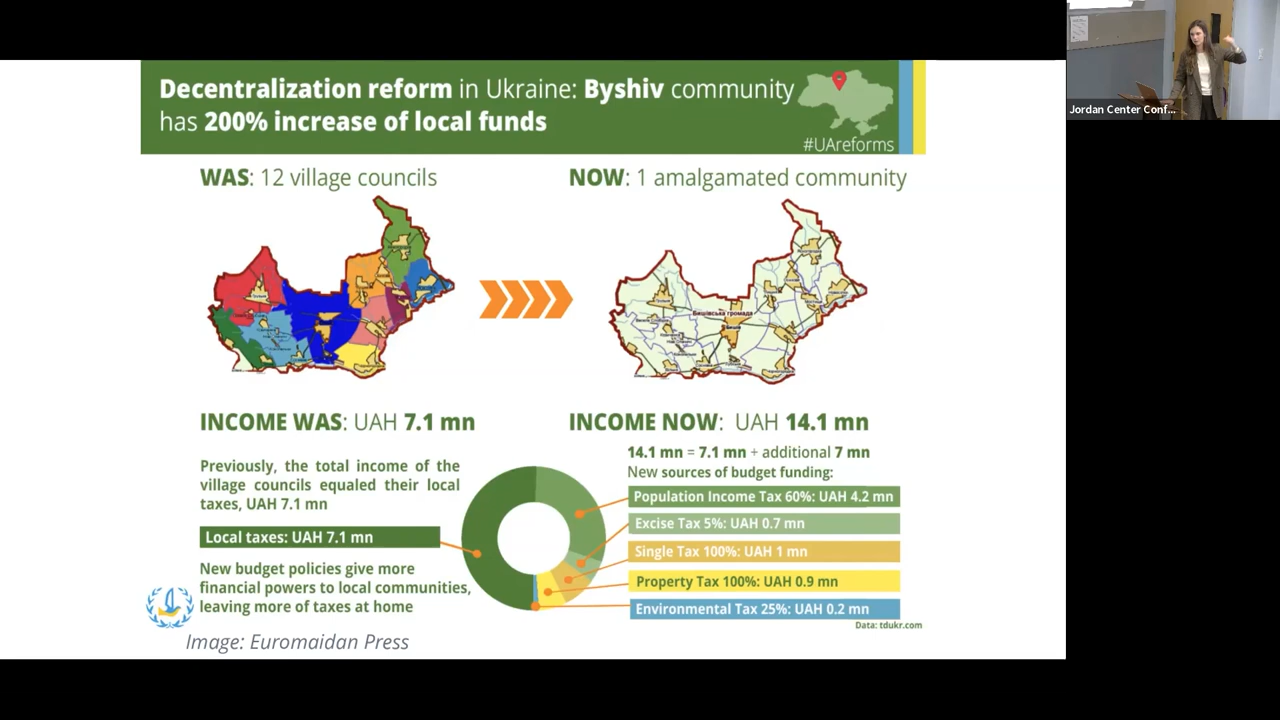 Decentralization reform in Ukraine: Byshiv community
has 200% increase of local funds
#UAreforms
Jordan Center Conf...
WAS: 12 village councils
NOW: 1 amalgamated community
Бишівська громада
INCOME WAS: UAH 7.1 mn
INCOME NOW: UAH 14.1 mn
Previously, the total income of the
village councils equaled their local
taxes, UAH 7.1 mn
Local taxes: UAH 7.1 mn
New budget policies give more
financial powers to local communities,
leaving more of taxes at home
14.1 mn = 7.1 mn + additional 7 mn
New sources of budget funding:
Population Income Tax 60%: UAH 4.2 mn
Excise Tax 5%: UAH 0.7 mn
Single Tax 100%: UAH 1 mn
Property Tax 100%: UAH 0.9 mn
Environmental Tax 25%: UAH 0.2 mn
Data: tdukr.com
Image: Euromaidan Press